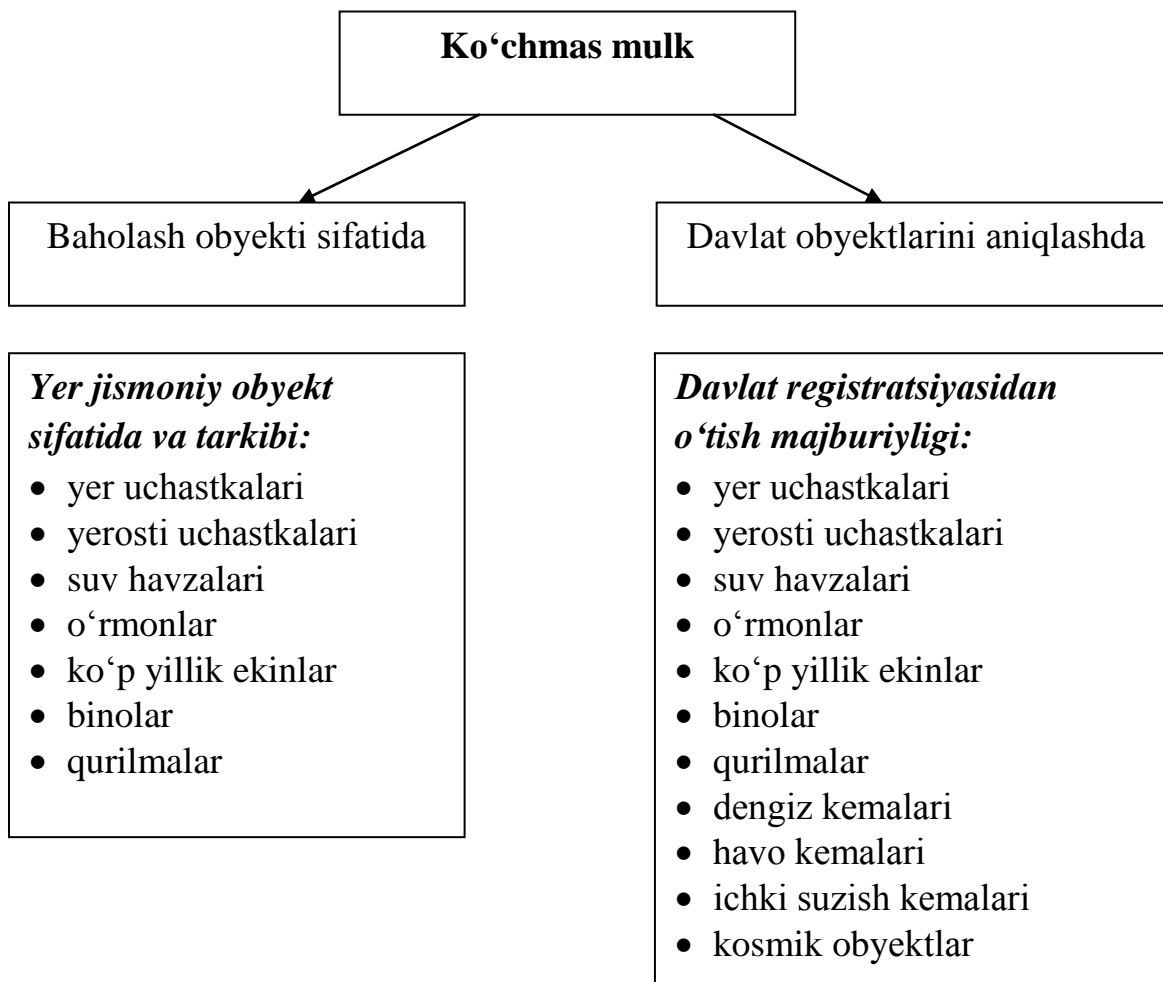 Ko‘chmas mulk
Baholash obyekti sifatida
Davlat obyektlarini aniqlashda
Yer jismoniy obyekt
sifatida va tarkibi:
• yer uchastkalari
• yerosti uchastkalari
• suv havzalari
• o‘rmonlar
• ko‘p yillik ekinlar
• binolar
• qurilmalar
Davlat registratsiyasidan
o‘tish majburiyligi:
• yer uchastkalari
• yerosti uchastkalari
• suv havzalari
• o‘rmonlar
• ko‘p yillik ekinlar
• binolar
• qurilmalar
• dengiz kemalari
• havo kemalari
• ichki suzish kemalari
• kosmik obyektlar